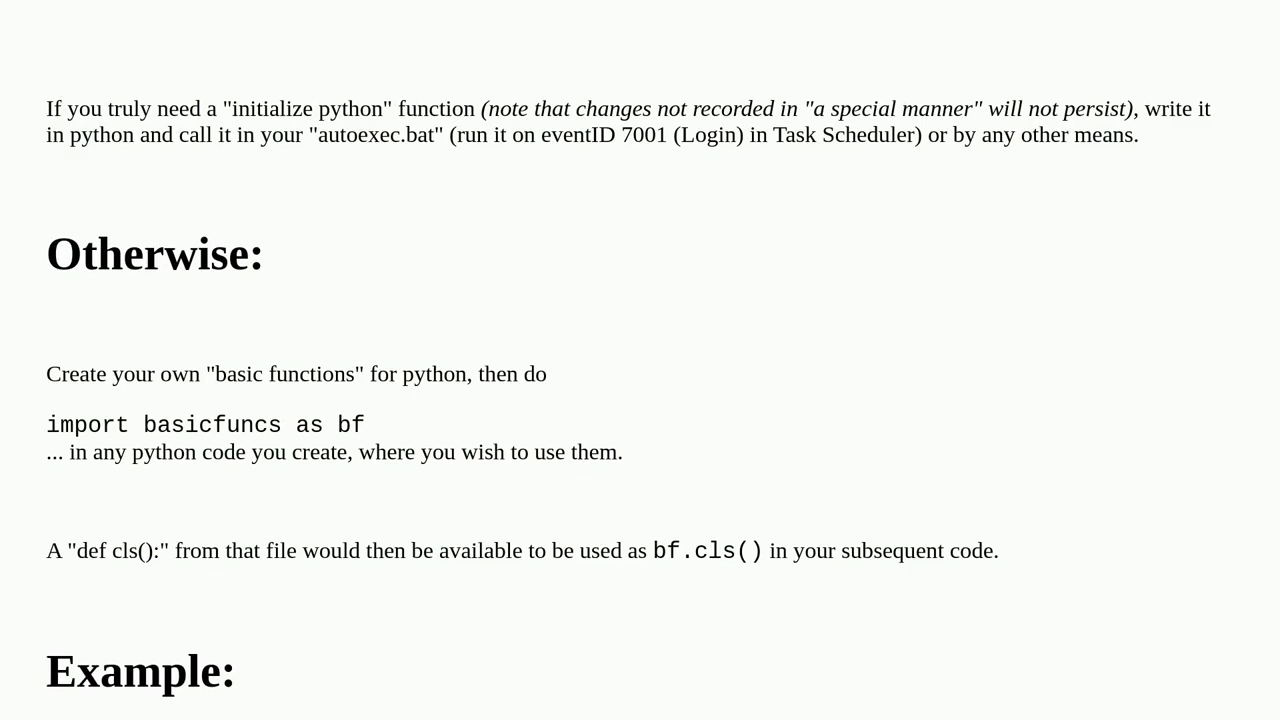 If you truly need a "initialize python" function (note that changes not recorded in "a special manner" will not persist), write it
in python and call it in your "autoexec.bat" (run it on eventID 7001 (Login) in Task Scheduler) or by any other means.
Otherwise:
Create your own "basic functions" for python, then do
import basicfuncs as bf
... in any python code you create, where you wish to use them.
A "def cls():" from that file would then be available to be used as bf.cls() in your subsequent code.
Example: